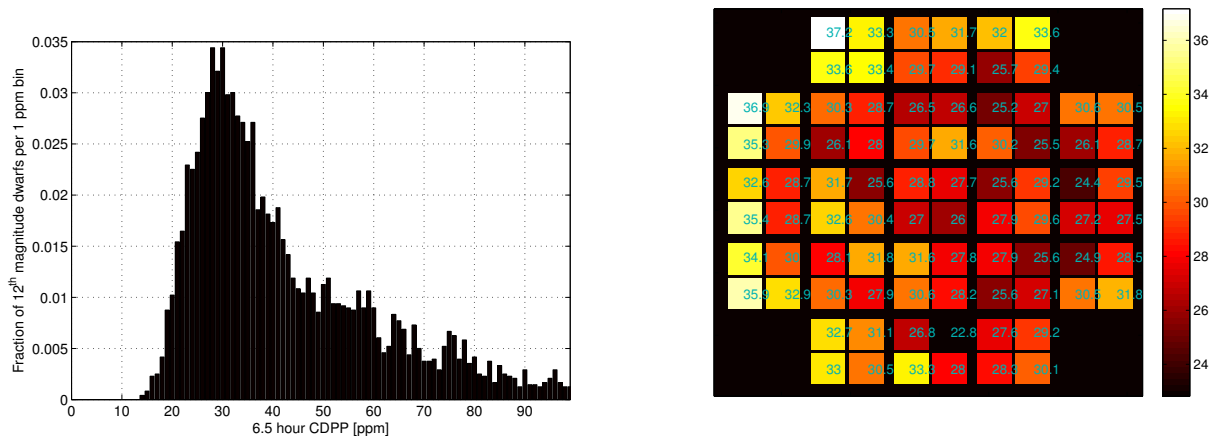 0.035
0.03
0.025
0.02
0.015
0.01
0.005
0
Fraction of 12th magnitude dwarfs per 1 ppm bin
0 10 20 30 40 50 60 70 80 90
6.5 hour CDPP [ppm]
37.2 33.3 30.5 31.7 32 33.6
33.6 33.4 29.7 29.1 25.7 29.4
36.9 32.3 30.3 28.7 26.5 26.6 25.2 27 30.6 30.5
35.3 29.9 26.1 28 29.7 31.6 30.2 25.5 26.1 28.7
32.6 28.7 31.7 25.6 28.8 27.7 25.6 29.2 24.4 29.5
35.4 28.7 32.6 30.4 27 26 27.9 29.6 27.2 27.5
34.1 30 28.1 31.8 31.6 27.8 27.9 25.6 24.9 28.5
35.9 32.9 30.3 27.9 30.6 28.2 25.6 27.1 30.5 31.8
32.7 31.1 26.8 22.8 27.6 29.2
33 30.5 33.3 28 28.3 30.1
36
34
32
30
28
26
24